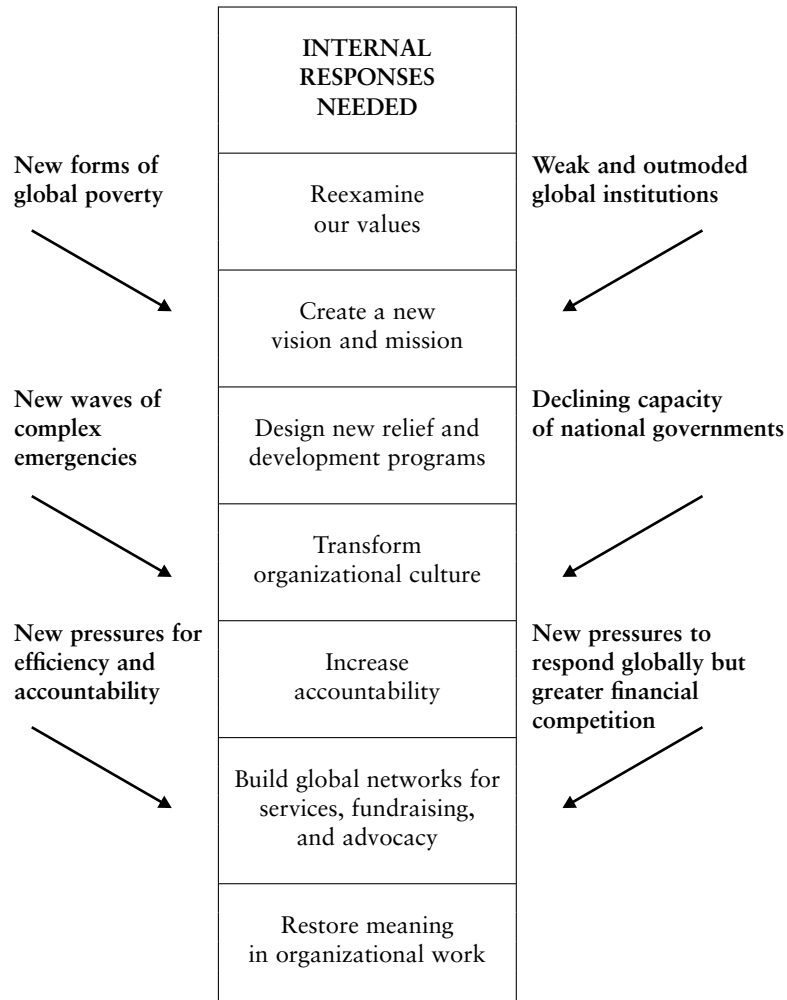 INTERNAL
RESPONSES
NEEDED
New forms of
global poverty
Weak and outmoded
global institutions
Reexamine
our values
Create a new
vision and mission
New waves of
complex
emergencies
Declining capacity
of national governments
Design new relief and
development programs
Transform
organizational culture
New pressures for
efficiency and
accountability
New pressures to
respond globally but
greater financial
competition
Increase
accountability
Build global networks for
services, fundraising,
and advocacy
Restore meaning
in organizational work